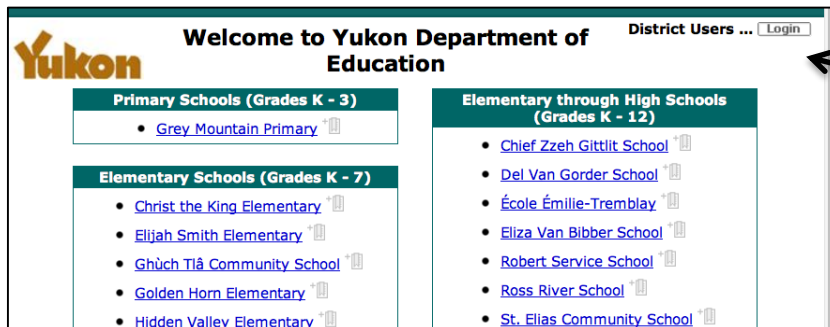 Yukon
Welcome to Yukon Department of
Education
District Users ... Login
Primary Schools (Grades K - 3)
Grey Mountain Primary
Elementary Schools (Grades K - 7)
Christ the King Elementary
Elijah Smith Elementary
Ghùch Tlâ Community School
Golden Horn Elementary
Hidden Valley Elementary
Elementary through High Schools
(Grades K - 12)
Chief Zzeh Gittlit School
Del Van Gorder School
École Émilie-Tremblay
Eliza Van Bibber School
Robert Service School
Ross River School
St. Elias Community School